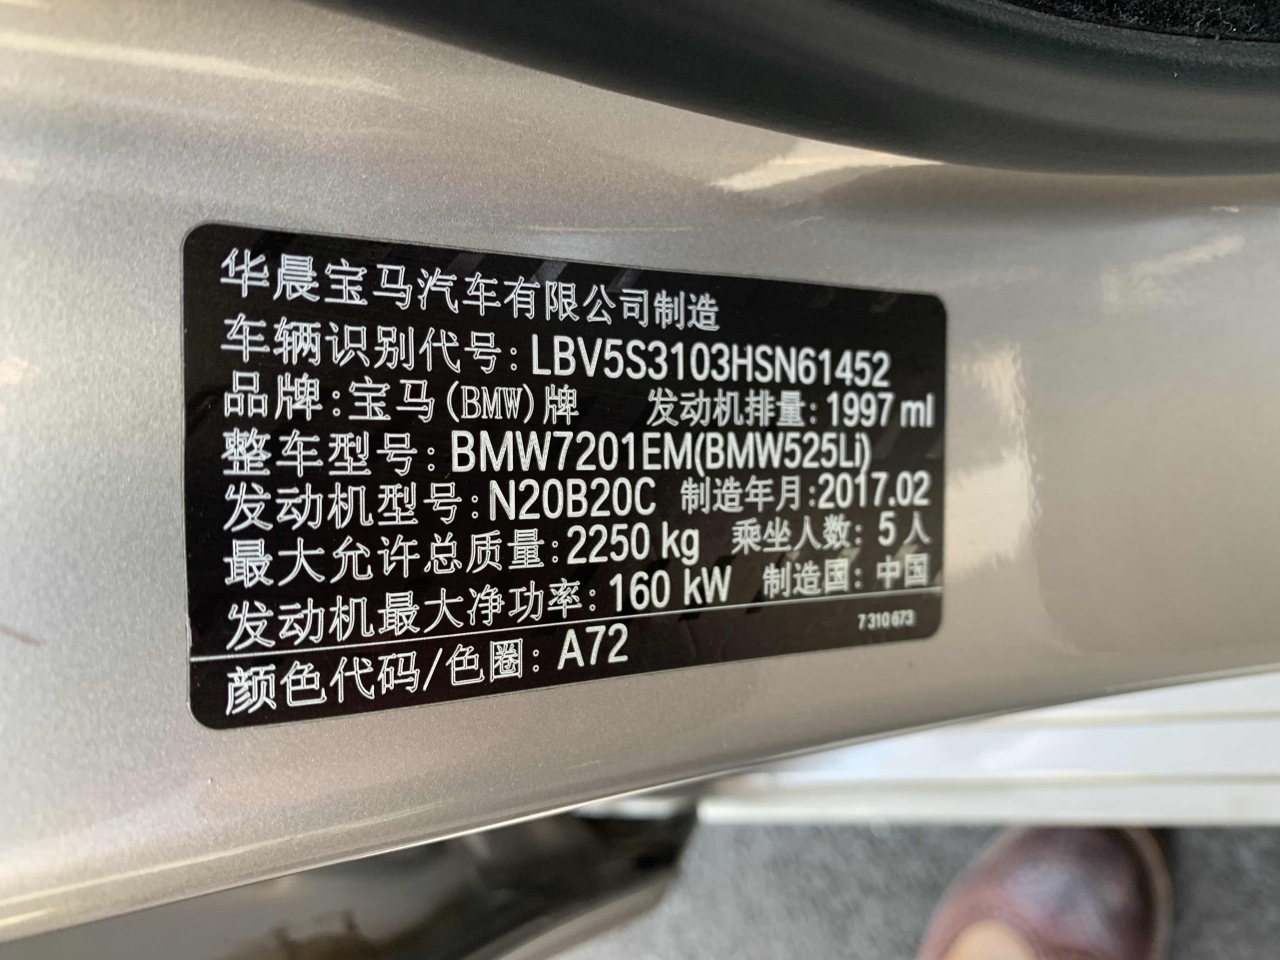 华晨宝马汽车有限公司制造
车辆识别代号: LBV5S3103HSN61452
品牌:宝马(BMW)牌 发动机排量: 1997 ml
整车型号: BMW7201EM(BMW525Li)
发动机型号: N20B20C 制造年月:2017.02
最大允许总质量:2250 kg 乘坐人数: 5 人
发动机最大净功率: 160 kW 制造国: 中国
7 310 673
颜色代码/色圈: A72